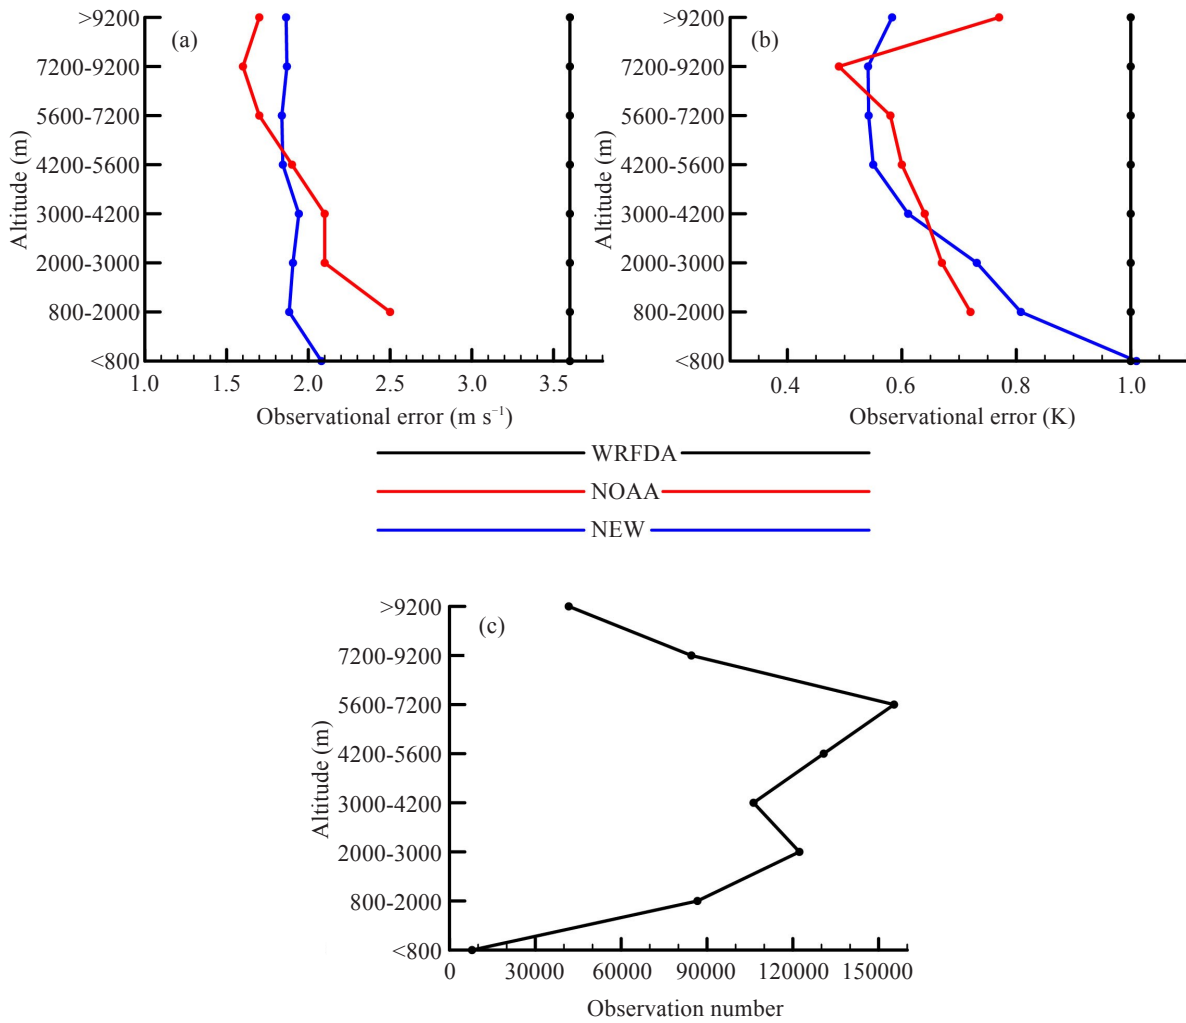 (a)
Altitude (m)
>9200
7200-9200
5600-7200
4200-5600
3000-4200
2000-3000
800-2000
<800
1.0 1.5 2.0 2.5 3.0 3.5
Observational error (m s⁻¹)
(b)
Altitude (m)
>9200
7200-9200
5600-7200
4200-5600
3000-4200
2000-3000
800-2000
<800
0.4 0.6 0.8 1.0
Observational error (K)
WRFDA
NOAA
NEW
(c)
Altitude (m)
>9200
7200-9200
5600-7200
4200-5600
3000-4200
2000-3000
800-2000
<800
0 30000 60000 90000 120000 150000
Observation number